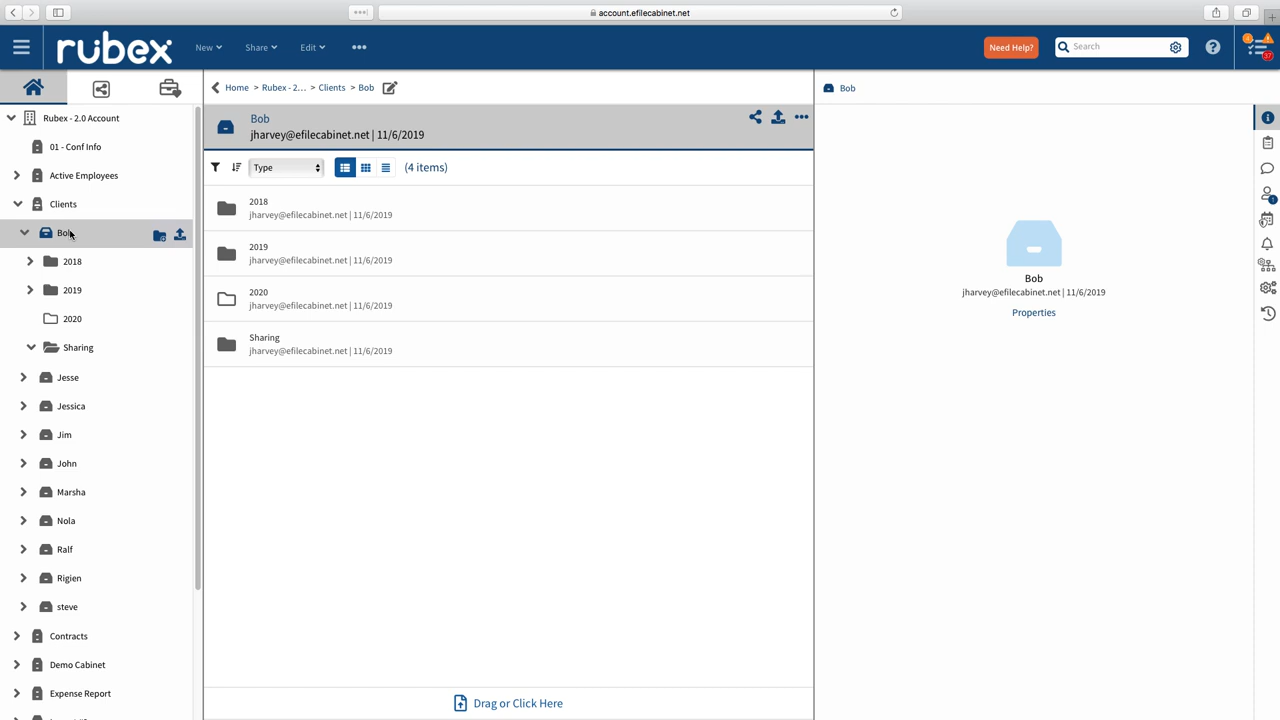 account.efilecabinet.net
rubex
New
Share
Edit
Need Help?
Search
37
Home > Rubex - 2... > Clients > Bob
Bob
Rubex - 2.0 Account
01 - Conf Info
Active Employees
Clients
Bob
2018
2019
2020
Sharing
Jesse
Jessica
Jim
John
Marsha
Nola
Ralf
Rigien
steve
Contracts
Demo Cabinet
Expense Report
Bob
jharvey@efilecabinet.net | 11/6/2019
Type
(4 items)
2018
jharvey@efilecabinet.net | 11/6/2019
2019
jharvey@efilecabinet.net | 11/6/2019
2020
jharvey@efilecabinet.net | 11/6/2019
Sharing
jharvey@efilecabinet.net | 11/6/2019
Drag or Click Here
Bob
jharvey@efilecabinet.net | 11/6/2019
Properties